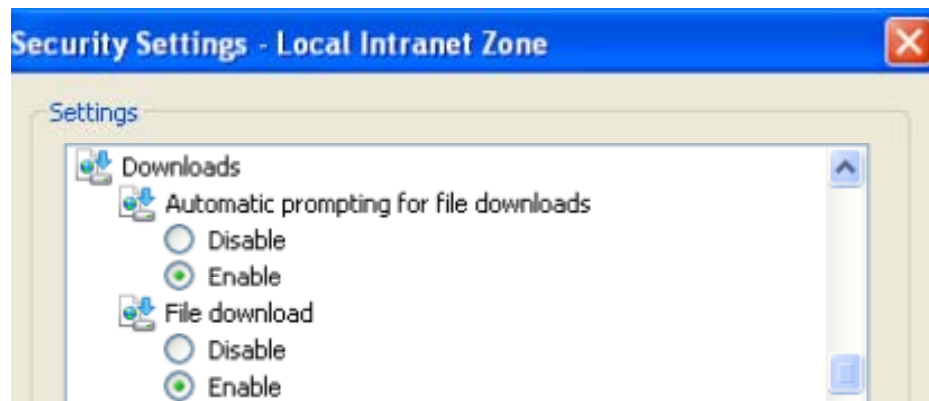 Security Settings - Local Intranet Zone
Settings
Downloads
Automatic prompting for file downloads
Disable
Enable
File download
Disable
Enable